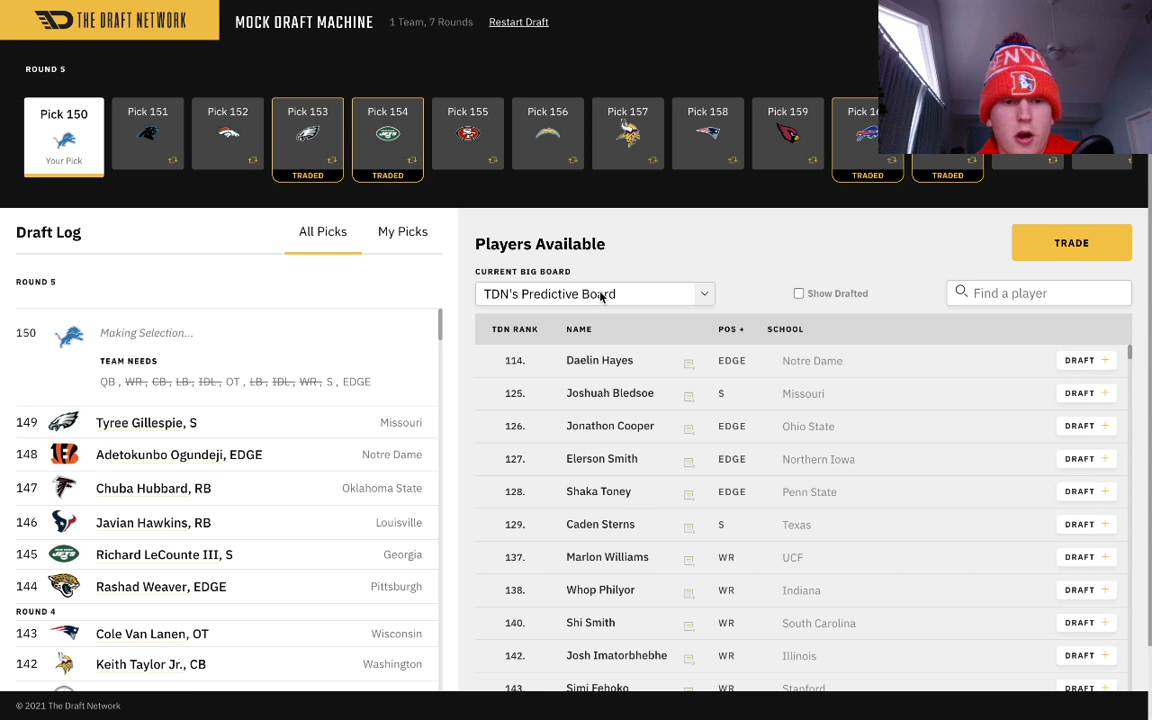 THE DRAFT NETWORK
MOCK DRAFT MACHINE
1 Team, 7 Rounds
Restart Draft
ROUND 5
Pick 150
Your Pick
Pick 151
Pick 152
Pick 153
TRADED
Pick 154
TRADED
Pick 155
Pick 156
Pick 157
Pick 158
Pick 159
TRADED
TRADED
Draft Log
All Picks
My Picks
ROUND 5
150 Making Selection...
TEAM NEEDS
QB , WR , CB , LB , IDL , OT , LB , IDL , WR , S , EDGE
149 Tyree Gillespie, S Missouri
148 Adetokunbo Ogundeji, EDGE Notre Dame
147 Chuba Hubbard, RB Oklahoma State
146 Javian Hawkins, RB Louisville
145 Richard LeCounte III, S Georgia
144 Rashad Weaver, EDGE Pittsburgh
ROUND 4
143 Cole Van Lanen, OT Wisconsin
142 Keith Taylor Jr., CB Washington
Players Available
TRADE
CURRENT BIG BOARD
TDN's Predictive Board
Show Drafted
Find a player
TDN RANK NAME POS + SCHOOL
114. Daelin Hayes EDGE Notre Dame DRAFT +
125. Joshuah Bledsoe S Missouri DRAFT +
126. Jonathon Cooper EDGE Ohio State DRAFT +
127. Elerson Smith EDGE Northern Iowa DRAFT +
128. Shaka Toney EDGE Penn State DRAFT +
129. Caden Sterns S Texas DRAFT +
137. Marlon Williams WR UCF DRAFT +
138. Whop Philyor WR Indiana DRAFT +
140. Shi Smith WR South Carolina DRAFT +
142. Josh Imatorbhebhe WR Illinois DRAFT +
143. Simi Fehoko WR Stanford DRAFT +
© 2021 The Draft Network